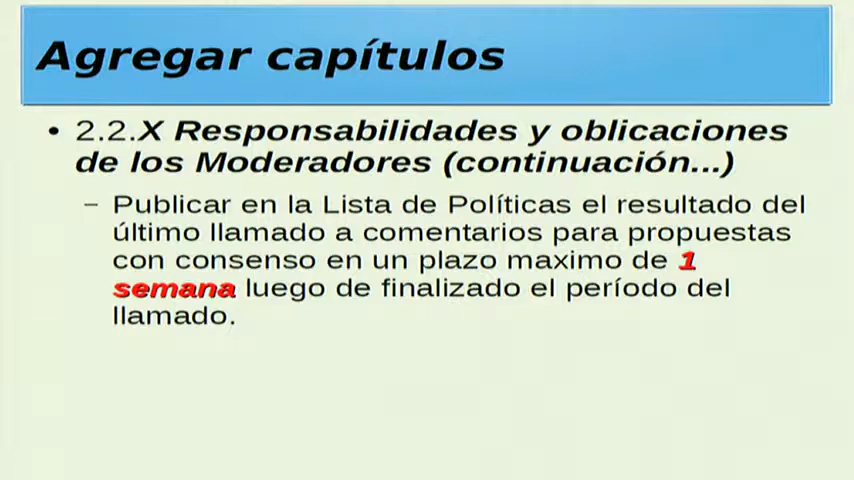 Agregar capítulos
• 2.2.X Responsabilidades y oblicaciones
de los Moderadores (continuación...)
– Publicar en la Lista de Políticas el resultado del
último llamado a comentarios para propuestas
con consenso en un plazo maximo de 1
semana luego de finalizado el período del
llamado.